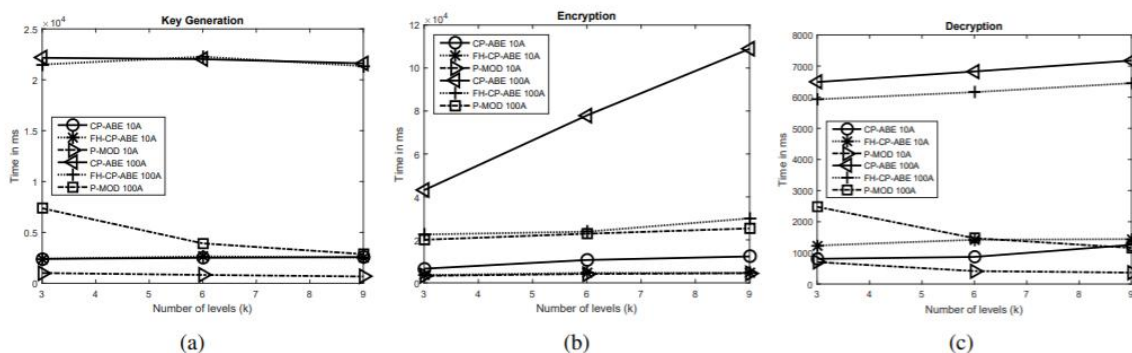 Key Generation
× 10⁴
2.5
2
1.5
1
0.5
0
Time in ms
CP-ABE 10A
FH-CP-ABE 10A
P-MOD 10A
CP-ABE 100A
FH-CP-ABE 100A
P-MOD 100A
3 4 5 6 7 8 9
Number of levels (k)
(a)
Encryption
× 10⁴
12
10
8
6
4
2
0
Time in ms
CP-ABE 10A
FH-CP-ABE 10A
P-MOD 10A
CP-ABE 100A
FH-CP-ABE 100A
P-MOD 100A
3 4 5 6 7 8 9
Number of levels (k)
(b)
Decryption
8000
7000
6000
5000
4000
3000
2000
1000
0
Time in ms
CP-ABE 10A
FH-CP-ABE 10A
P-MOD 10A
CP-ABE 100A
FH-CP-ABE 100A
P-MOD 100A
3 4 5 6 7 8 9
Number of levels (k)
(c)